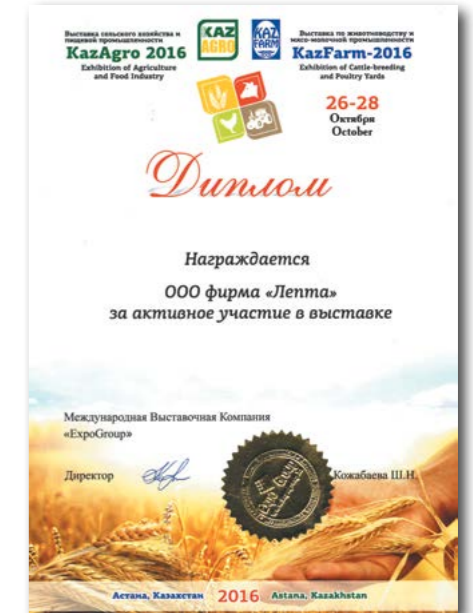 Выставка сельского хозяйства и
пищевой промышленности
KazAgro 2016
Exhibition of Agriculture
and Food Industry
KAZ
AGRO
KAZ
FARM
Выставка по животноводству и
мясо-молочной промышленности
KazFarm-2016
Exhibition of Cattle-breeding
and Poultry Yards
26-28
Октября
October
Диплом
Награждается
ООО фирма «Лепта»
за активное участие в выставке
Международная Выставочная Компания
«ExpoGroup»
Директор
Кожабаева Ш.Н.
Астана, Казахстан 2016 Astana, Kazakhstan